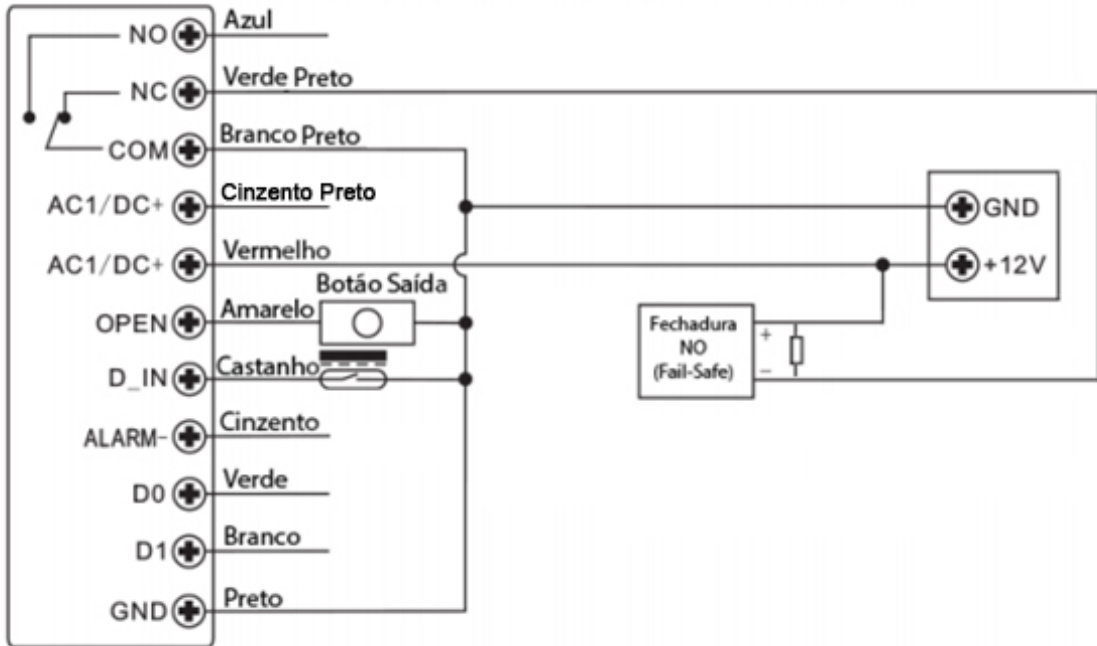 NO Azul
NC Verde Preto
COM Branco Preto
AC1/DC+ Cinzento Preto
GND
AC1/DC+ Vermelho
+12V
Botão Saída
OPEN Amarelo
Fechadura
NO
(Fail-Safe)
+
−
D_IN Castanho
ALARM- Cinzento
D0 Verde
D1 Branco
GND Preto